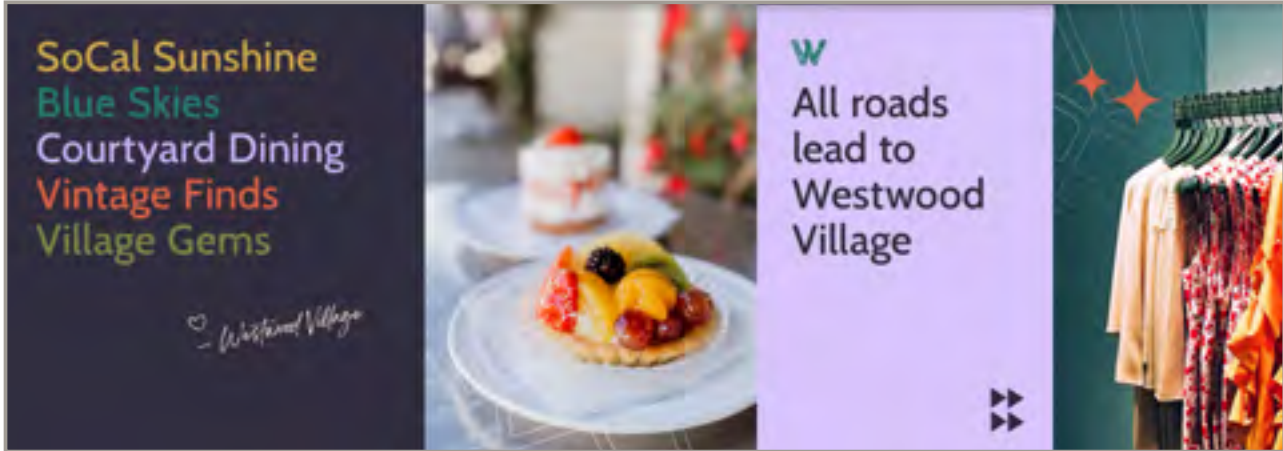 SoCal Sunshine
Blue Skies
Courtyard Dining
Vintage Finds
Village Gems
♡
– Westwood Village
W
All roads
lead to
Westwood
Village